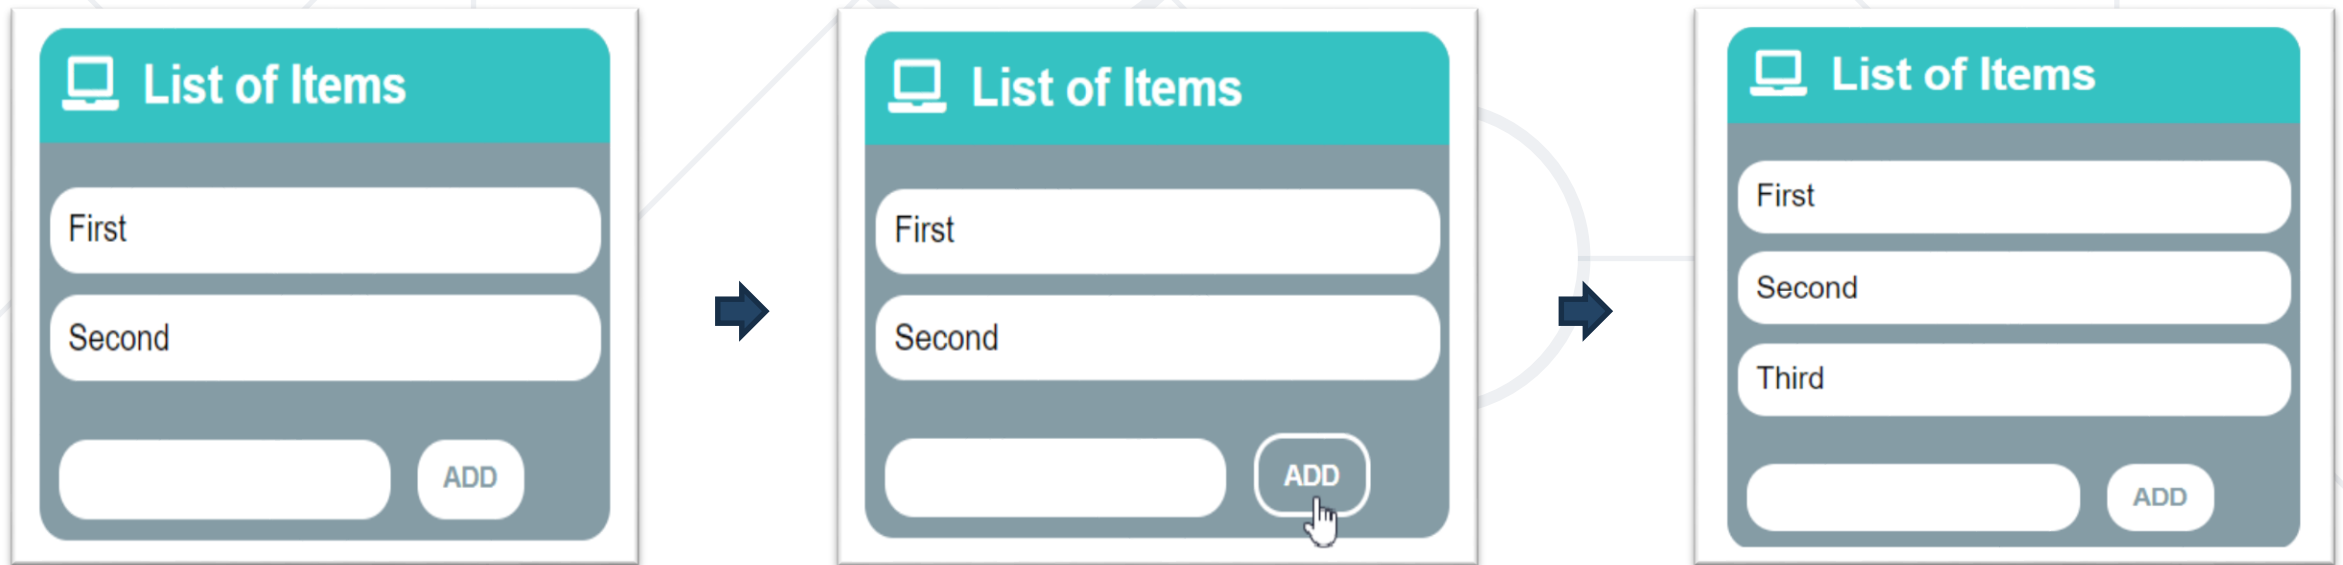 List of Items
First
Second
ADD
List of Items
First
Second
ADD
List of Items
First
Second
Third
ADD